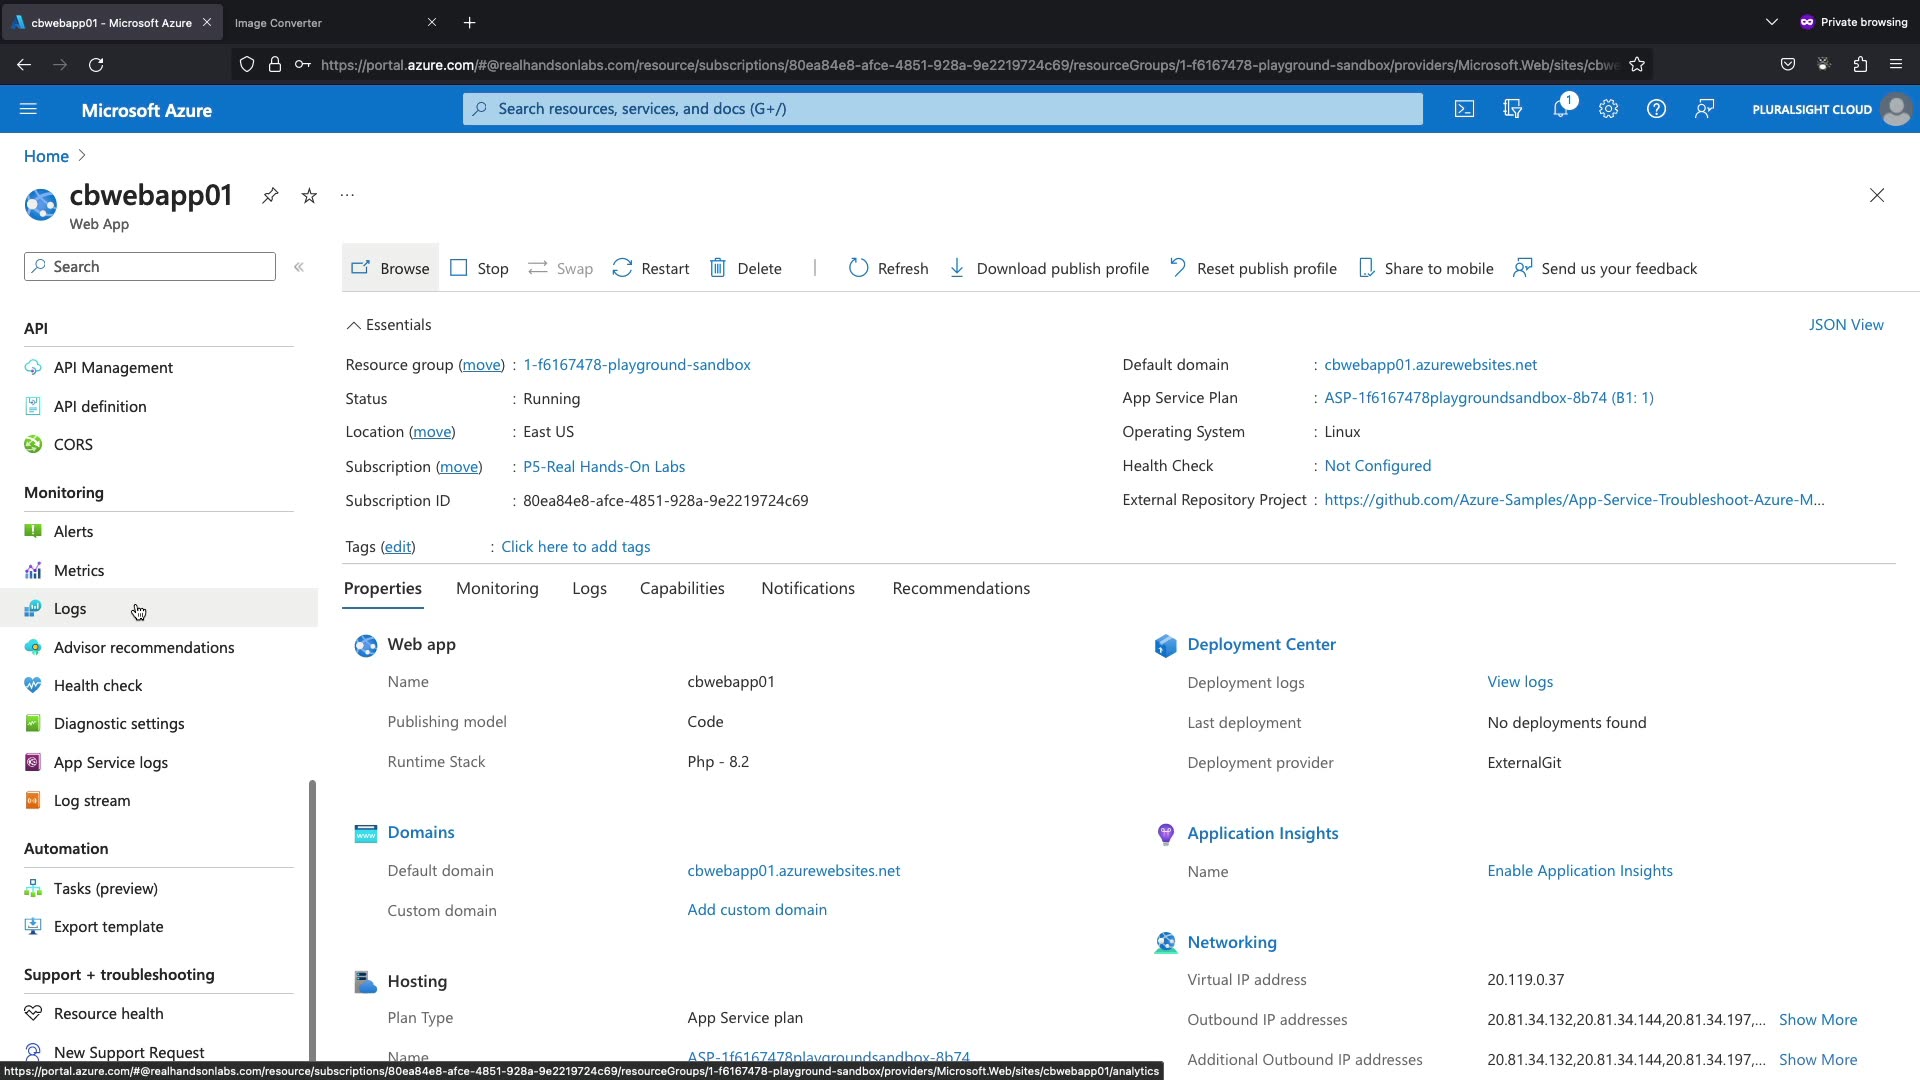 cbwebapp01 - Microsoft Azure
Image Converter
Private browsing
https://portal.azure.com/#@realhandsonlabs.com/resource/subscriptions/80ea84e8-afce-4851-928a-9e2219724c69/resourceGroups/1-f6167478-playground-sandbox/providers/Microsoft.Web/sites/cbwe
Microsoft Azure
Search resources, services, and docs (G+/)
1
PLURALSIGHT CLOUD
Home
cbwebapp01
...
Web App
Search
Browse
Stop
Swap
Restart
Delete
Refresh
Download publish profile
Reset publish profile
Share to mobile
Send us your feedback
API
API Management
API definition
CORS
Monitoring
Alerts
Metrics
Logs
Advisor recommendations
Health check
Diagnostic settings
App Service logs
Log stream
Automation
Tasks (preview)
Export template
Support + troubleshooting
Resource health
New Support Request
Essentials
JSON View
Resource group (move) : 1-f6167478-playground-sandbox
Status : Running
Location (move) : East US
Subscription (move) : P5-Real Hands-On Labs
Subscription ID : 80ea84e8-afce-4851-928a-9e2219724c69
Tags (edit) : Click here to add tags
Default domain : cbwebapp01.azurewebsites.net
App Service Plan : ASP-1f6167478playgroundsandbox-8b74 (B1: 1)
Operating System : Linux
Health Check : Not Configured
External Repository Project : https://github.com/Azure-Samples/App-Service-Troubleshoot-Azure-M...
Properties
Monitoring
Logs
Capabilities
Notifications
Recommendations
Web app
Name cbwebapp01
Publishing model Code
Runtime Stack Php - 8.2
Domains
Default domain cbwebapp01.azurewebsites.net
Custom domain Add custom domain
Hosting
Plan Type App Service plan
Name ASP-1f6167478playgroundsandbox-8b74
Deployment Center
Deployment logs View logs
Last deployment No deployments found
Deployment provider ExternalGit
Application Insights
Name Enable Application Insights
Networking
Virtual IP address 20.119.0.37
Outbound IP addresses 20.81.34.132,20.81.34.144,20.81.34.197,... Show More
Additional Outbound IP addresses 20.81.34.132,20.81.34.144,20.81.34.197,... Show More
https://portal.azure.com/#@realhandsonlabs.com/resource/subscriptions/80ea84e8-afce-4851-928a-9e2219724c69/resourceGroups/1-f6167478-playground-sandbox/providers/Microsoft.Web/sites/cbwebapp01/analytics